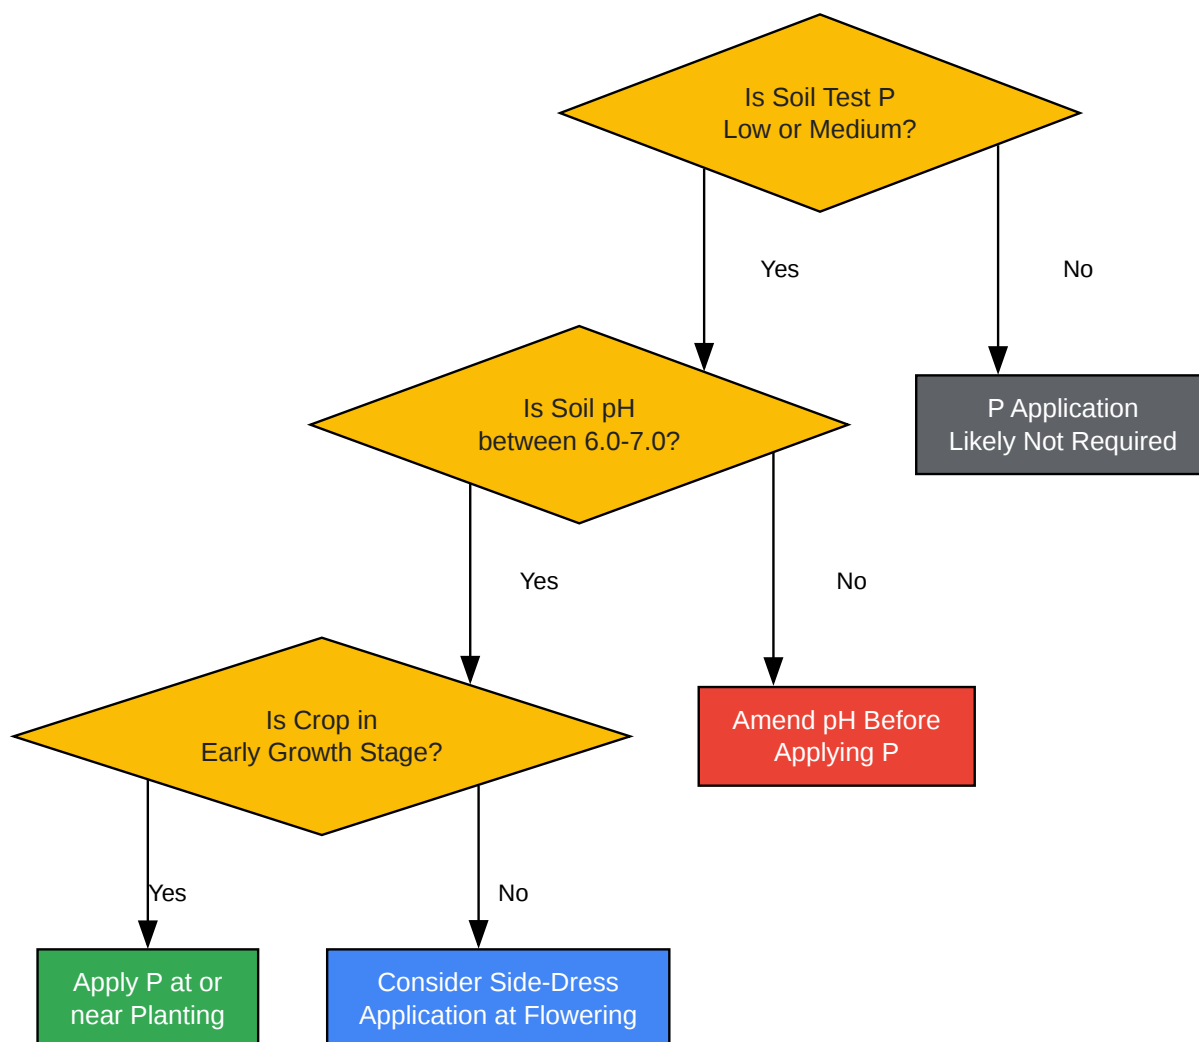 Is Soil Test P
Low or Medium?
Yes
No
Is Soil pH
between 6.0-7.0?
P Application
Likely Not Required
Yes
No
Is Crop in
Early Growth Stage?
Amend pH Before
Applying P
Yes
No
Apply P at or
near Planting
Consider Side-Dress
Application at Flowering